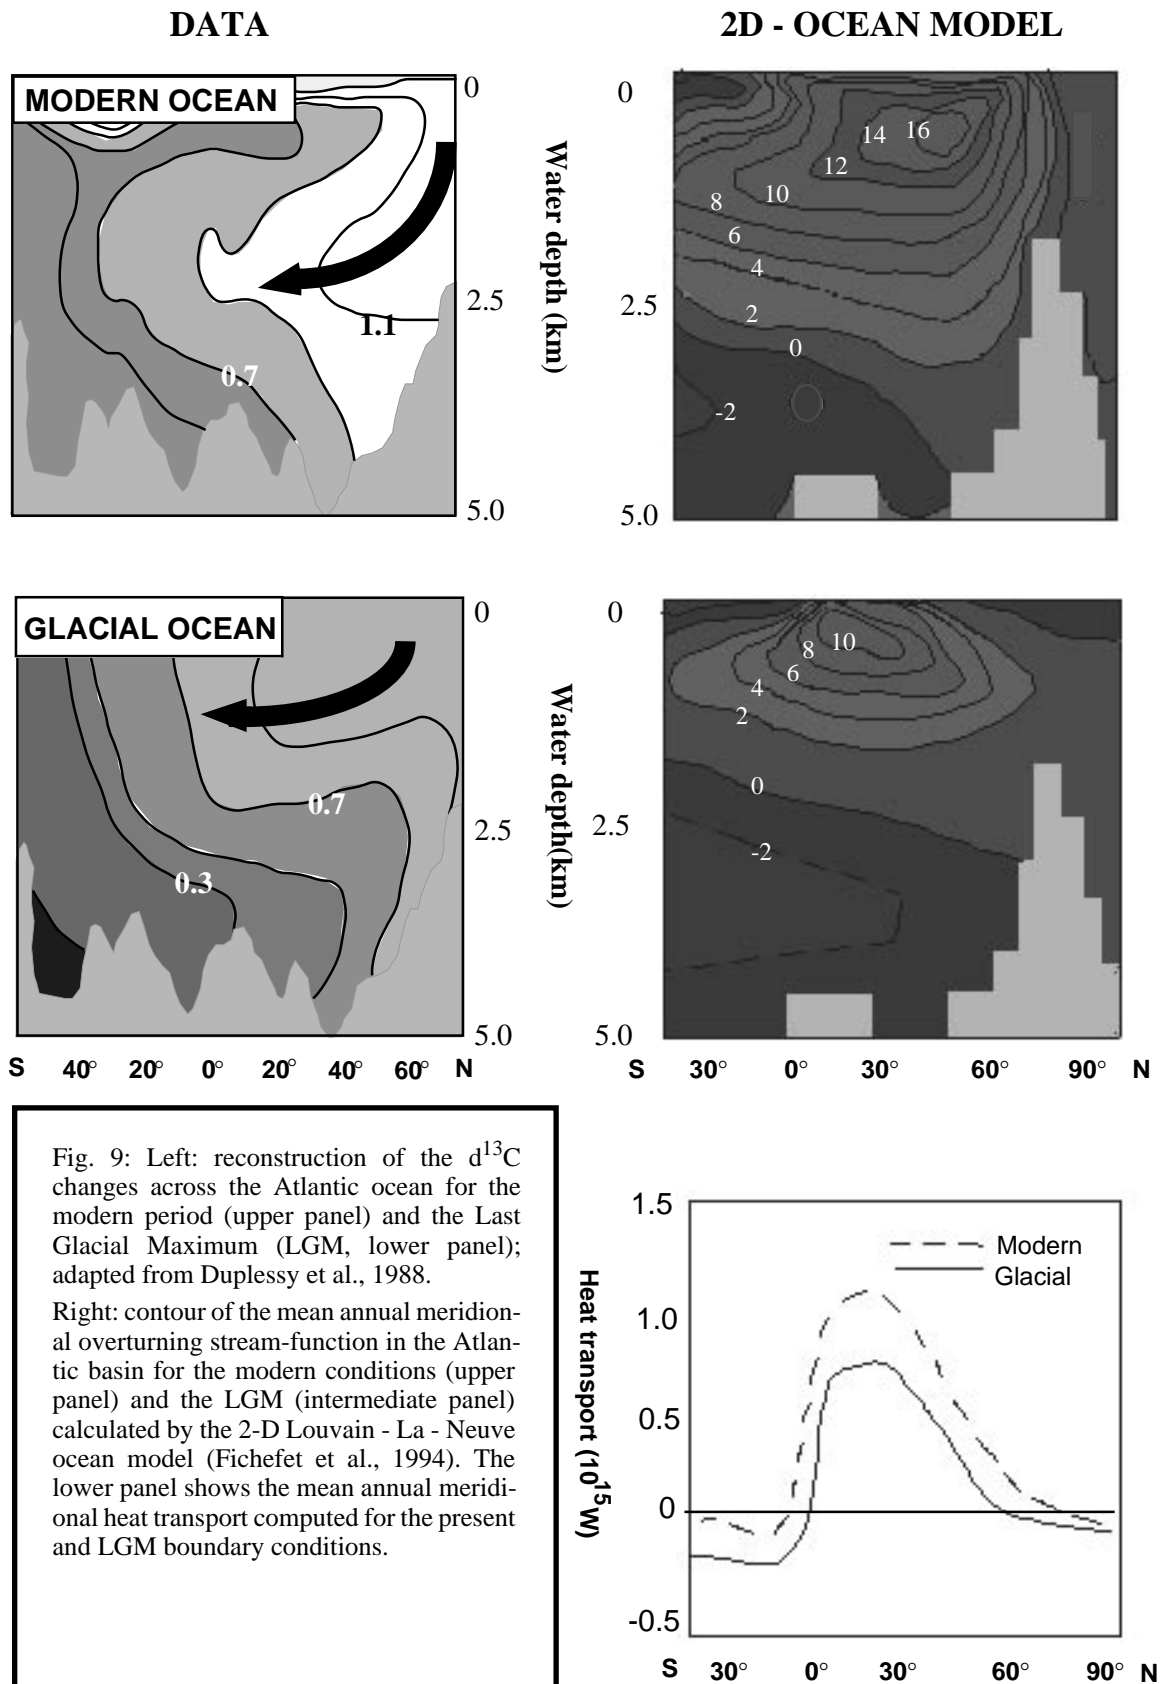 DATA
2D - OCEAN MODEL
MODERN OCEAN
0
2.5
5.0
1.1
0.7
Water depth (km)
0
2.5
5.0
14
16
12
10
8
6
4
2
0
-2
GLACIAL OCEAN
0
2.5
5.0
0.7
0.3
S 40° 20° 0° 20° 40° 60° N
Water depth(km)
0
2.5
5.0
10
8
6
4
2
0
-2
S 30° 0° 30° 60° 90° N
Fig. 9: Left: reconstruction of the d13C
changes across the Atlantic ocean for the
modern period (upper panel) and the Last
Glacial Maximum (LGM, lower panel);
adapted from Duplessy et al., 1988.
Right: contour of the mean annual meridion-
al overturning stream-function in the Atlan-
tic basin for the modern conditions (upper
panel) and the LGM (intermediate panel)
calculated by the 2-D Louvain - La - Neuve
ocean model (Fichefet et al., 1994). The
lower panel shows the mean annual meridi-
onal heat transport computed for the present
and LGM boundary conditions.
Heat transport (10^15 W)
1.5
1.0
0.5
0
-0.5
Modern
Glacial
S 30° 0° 30° 60° 90° N